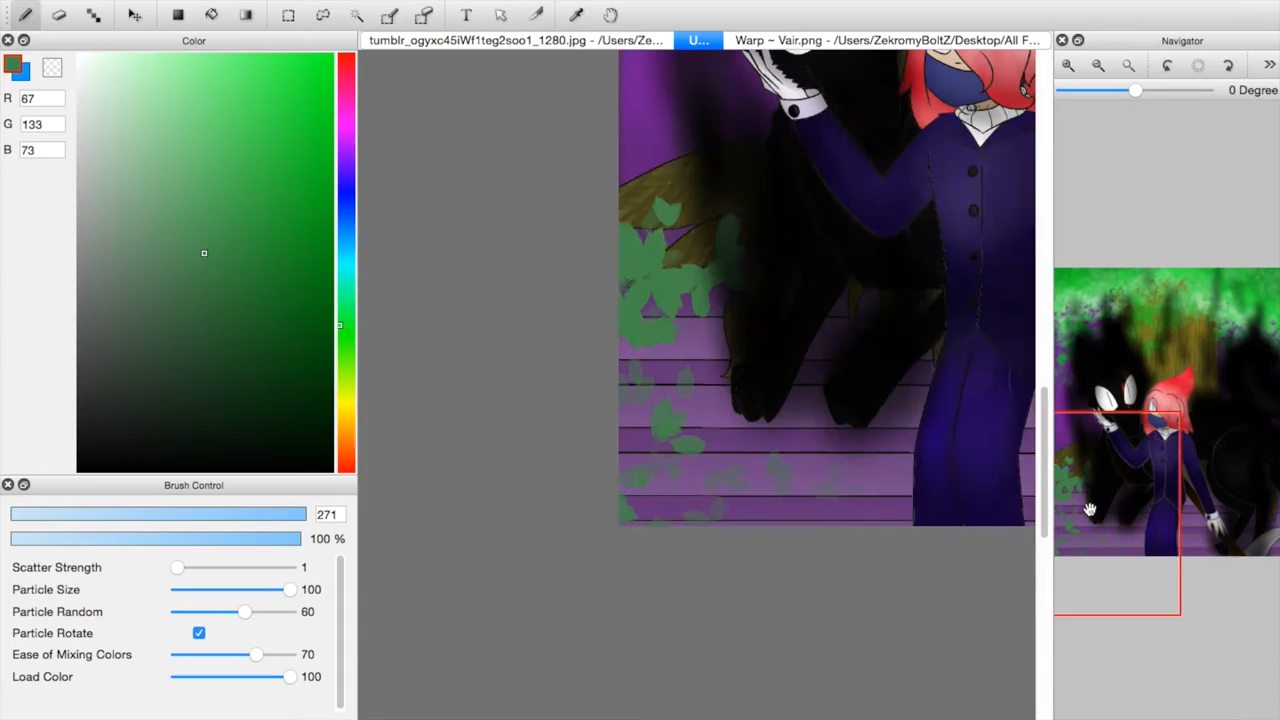 T
Color
tumblr_ogyxc45iWf1teg2soo1_1280.jpg - /Users/Ze...
U...
Warp ~ Vair.png - /Users/ZekromyBoltZ/Desktop/All F...
Navigator
R 67
G 133
B 73
0 Degree
Brush Control
271
100 %
Scatter Strength 1
Particle Size 100
Particle Random 60
Particle Rotate
Ease of Mixing Colors 70
Load Color 100